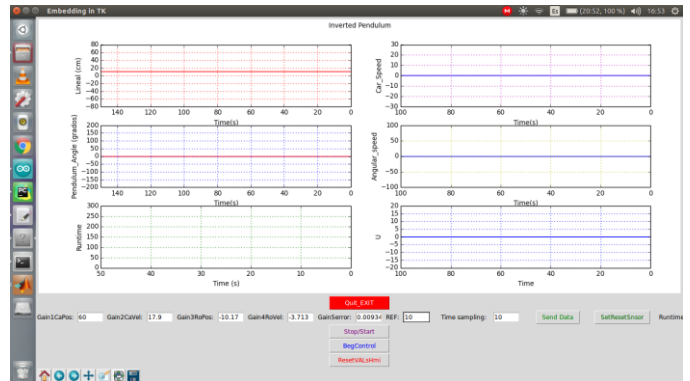 Embedding in TK
Es (20:52, 100 %) 16:53
Inverted Pendulum
80
60
40
20
0
−20
−40
−60
−80
Lineal (cm)
140 120 100 80 60 40 20 0
Time(s)
30
20
10
0
−10
−20
−30
Car_Speed
100 80 60 40 20 0
Time(s)
200
150
100
50
0
−50
−100
−150
−200
Pendulum_Angle (grados)
140 120 100 80 60 40 20 0
Time(s)
100
50
0
−50
−100
Angular_speed
100 80 60 40 20 0
Time(s)
300
250
200
150
100
50
0
Runtime
50 40 30 20 10 0
Time (s)
20
15
10
5
0
−5
−10
−15
−20
U
100 80 60 40 20 0
Time
Quit_EXIT
Gain1CaPos: 60 Gain2CaVel: 17.9 Gain3RoPos: -10.17 Gain4RoVel: -3.713 GainSerror: 0.00934 REF: 10 Time sampling: 10 Send Data SetResetSnsor Runtime
Stop/Start
BegControl
ResetVALsHmi